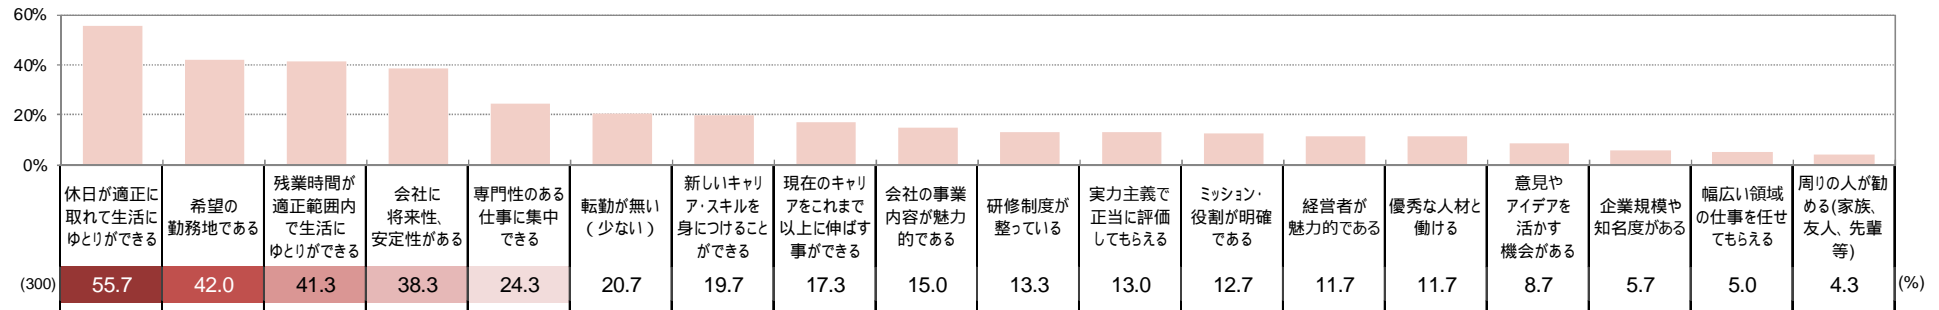 60%
40%
20%
0%
休日が適正に
取れて生活に
ゆとりができる
希望の
勤務地である
残業時間が
適正範囲内
で生活に
ゆとりができる
会社に
将来性、
安定性がある
専門性のある
仕事に集中
できる
転勤が無い
(少ない)
新しいキャリ
ア・スキルを
身につけること
ができる
現在のキャリ
アをこれまで
以上に伸ばす
事ができる
会社の事業
内容が魅力
的である
研修制度が
整っている
実力主義で
正当に評価
してもらえる
ミッション・
役割が明確
である
経営者が
魅力的である
優秀な人材と
働ける
意見や
アイデアを
活かす
機会がある
企業規模や
知名度がある
幅広い領域
の仕事を任せ
てもらえる
周りの人が勧
める(家族、
友人、先輩
等)
(300) 55.7 42.0 41.3 38.3 24.3 20.7 19.7 17.3 15.0 13.3 13.0 12.7 11.7 11.7 8.7 5.7 5.0 4.3 (%)